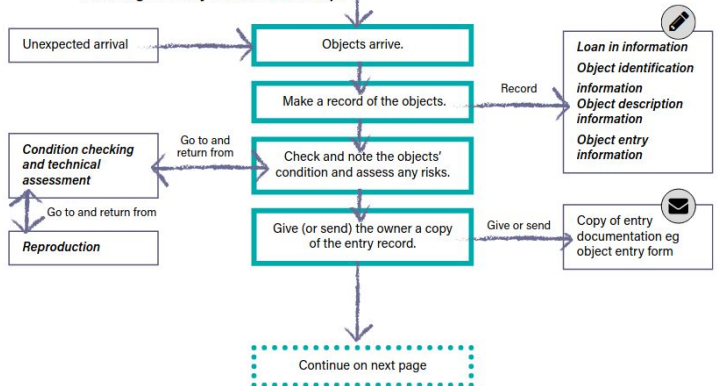 Unexpected arrival
Objects arrive.
Make a record of the objects.
Record
Loan in information
Object identification
information
Object description
information
Object entry
information
Condition checking
and technical
assessment
Go to and
return from
Check and note the objects’
condition and assess any risks.
Go to and return from
Reproduction
Give (or send) the owner a copy
of the entry record.
Give or send
Copy of entry
documentation eg
object entry form
Continue on next page